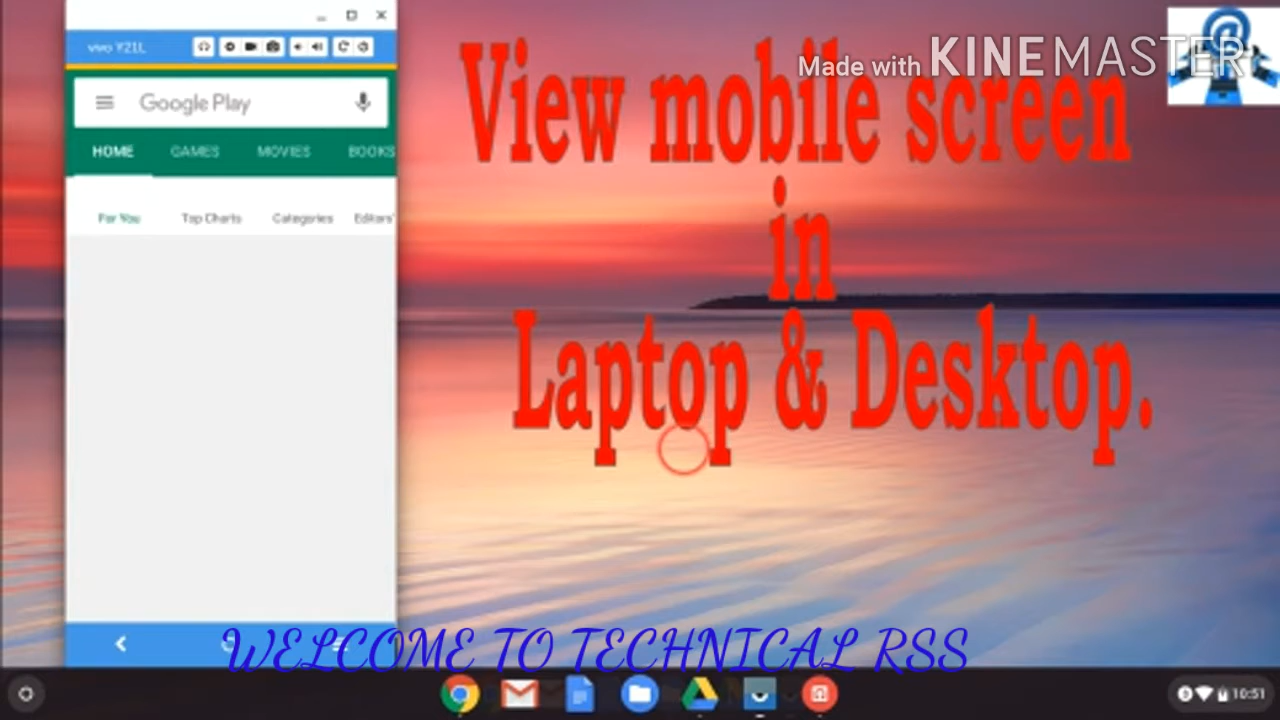 vivo Y21L
Google Play
HOME GAMES MOVIES BOOKS
For You Top Charts Categories Editors'
Made with KINEMASTER
View mobile screen
in
Laptop & Desktop.
WELCOME TO TECHNICAL RSS
10:51